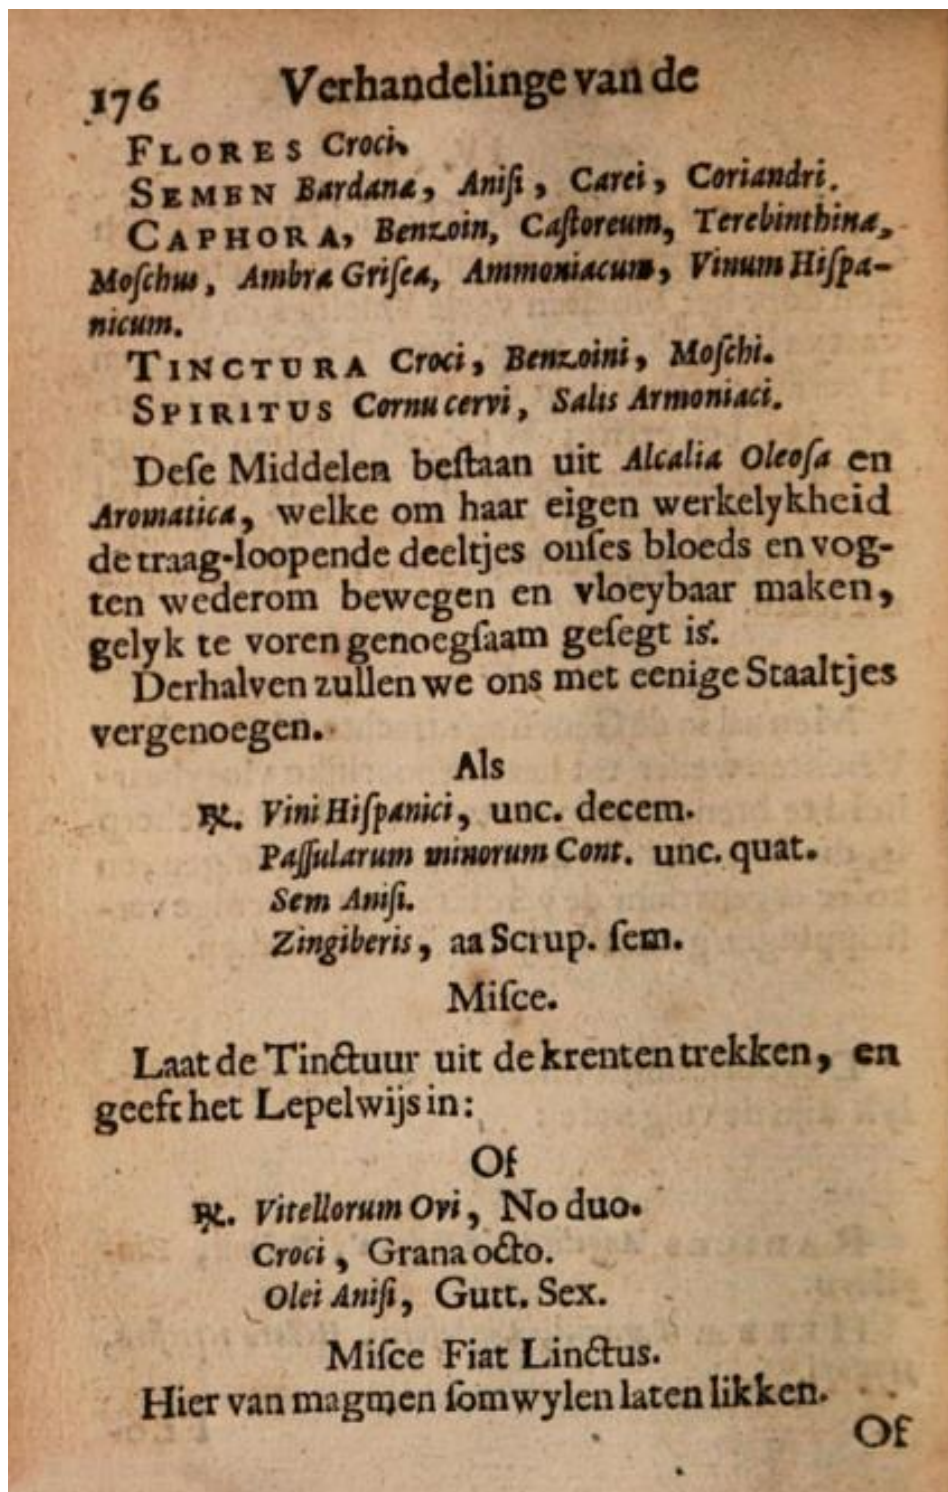 176 Verhandelinge van de
FLORES Croci.
SEMEN Bardanæ, Anisi, Carei, Coriandri.
CAPHORA, Benzoin, Castoreum, Terebinthina,
Moschus, Ambra Grisea, Ammoniacum, Vinum Hispa-
nicum.
TINCTURA Croci, Benzoini, Moschi.
SPIRITUS Cornu cervi, Salis Armoniaci.
Dese Middelen bestaan uit Alcalia Oleosa en
Aromatica, welke om haar eigen werkelykheid
de traag-loopende deeltjes onses bloeds en vog-
ten wederom bewegen en vloeybaar maken,
gelyk te voren genoegsaam gesegt is.
Derhalven zullen we ons met eenige Staaltjes
vergenoegen.
Als
℞. Vini Hispanici, unc. decem.
Passularum minorum Cont. unc. quat.
Sem Anisi.
Zingiberis, aa Scrup. sem.
Misce.
Laat de Tinctuur uit de krenten trekken, en
geeft het Lepelwijs in:
Of
℞. Vitellorum Ovi, No duo.
Croci, Grana octo.
Olei Anisi, Gutt. Sex.
Misce Fiat Linctus.
Hier van magmen somwylen laten likken.
Of